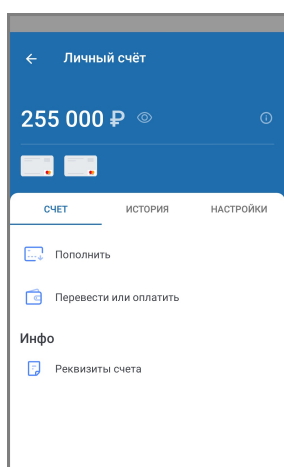 Личный счёт
255 000 ₽
СЧЕТ ИСТОРИЯ НАСТРОЙКИ
Пополнить
Перевести или оплатить
Инфо
Реквизиты счета